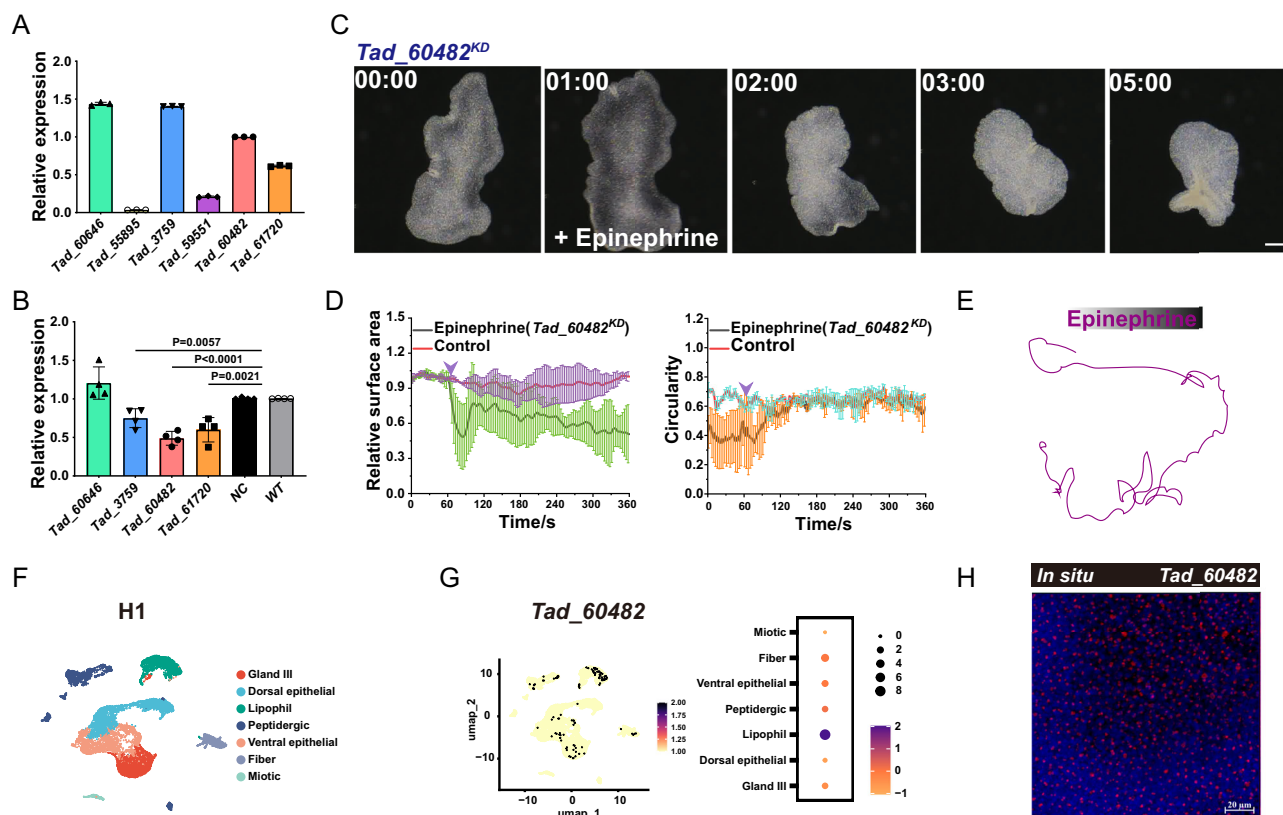 A
Relative expression
2.0
1.5
1.0
0.5
0.0
Tad_60646
Tad_55895
Tad_3759
Tad_59551
Tad_60482
Tad_61720
B
Relative expression
2.0
1.5
1.0
0.5
0.0
P=0.0057
P<0.0001
P=0.0021
Tad_60646
Tad_3759
Tad_60482
Tad_61720
NC
WT
C
Tad_60482KD
00:00
01:00
02:00
03:00
05:00
+ Epinephrine
D
Relative surface area
1.5
1.2
0.9
0.6
0.3
0.0
Epinephrine(Tad_60482KD)
Control
0 60 120 180 240 300 360
Time/s
Circularity
1.2
1.0
0.8
0.6
0.4
0.2
0.0
Epinephrine(Tad_60482KD)
Control
0 60 120 180 240 300 360
Time/s
E
Epinephrine
F
H1
Gland III
Dorsal epithelial
Lipophil
Peptidergic
Ventral epithelial
Fiber
Miotic
G
Tad_60482
umap_2
10
0
−10
−10 0 10
umap_1
2.00
1.75
1.50
1.25
1.00
Miotic
Fiber
Ventral epithelial
Peptidergic
Lipophil
Dorsal epithelial
Gland III
0
2
4
6
8
2
1
0
−1
H
In situ Tad_60482
20 μm